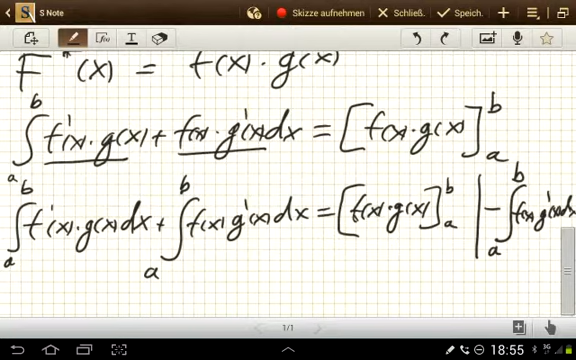 S Note
Skizze aufnehmen
Schließ.
Speich.
F*(x) = f(x) · g(x)
∫ₐᵇ f'(x) · g(x) + f(x) · g'(x) dx = [f(x) · g(x)]ₐᵇ
∫ₐᵇ f'(x) · g(x) dx + ∫ₐᵇ f(x) g'(x) dx = [f(x) · g(x)]ₐᵇ | − ∫ₐᵇ f(x) g'(x) dx
1/1
3G
18:55